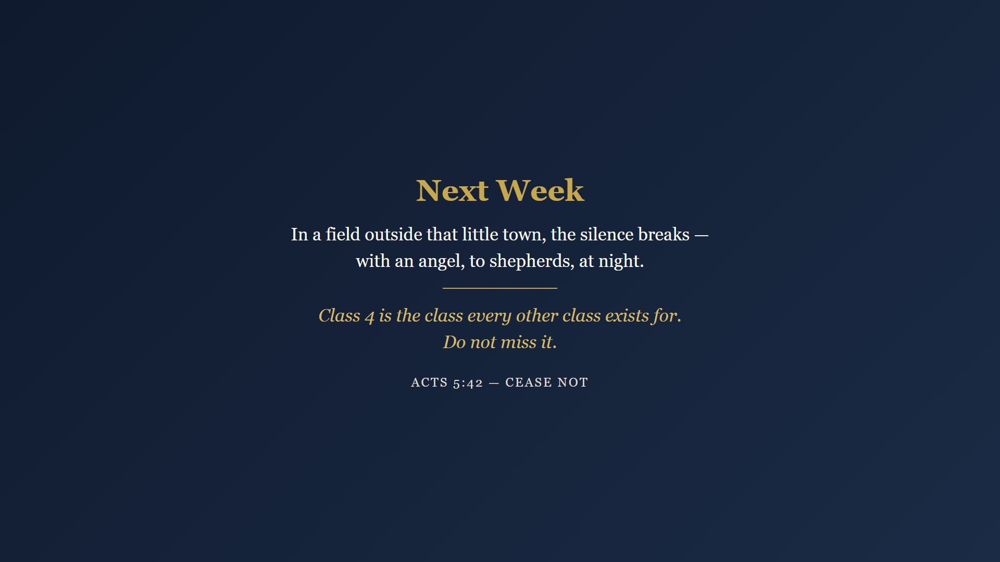 Next Week
In a field outside that little town, the silence breaks —
with an angel, to shepherds, at night.
Class 4 is the class every other class exists for.
Do not miss it.
ACTS 5:42 — CEASE NOT